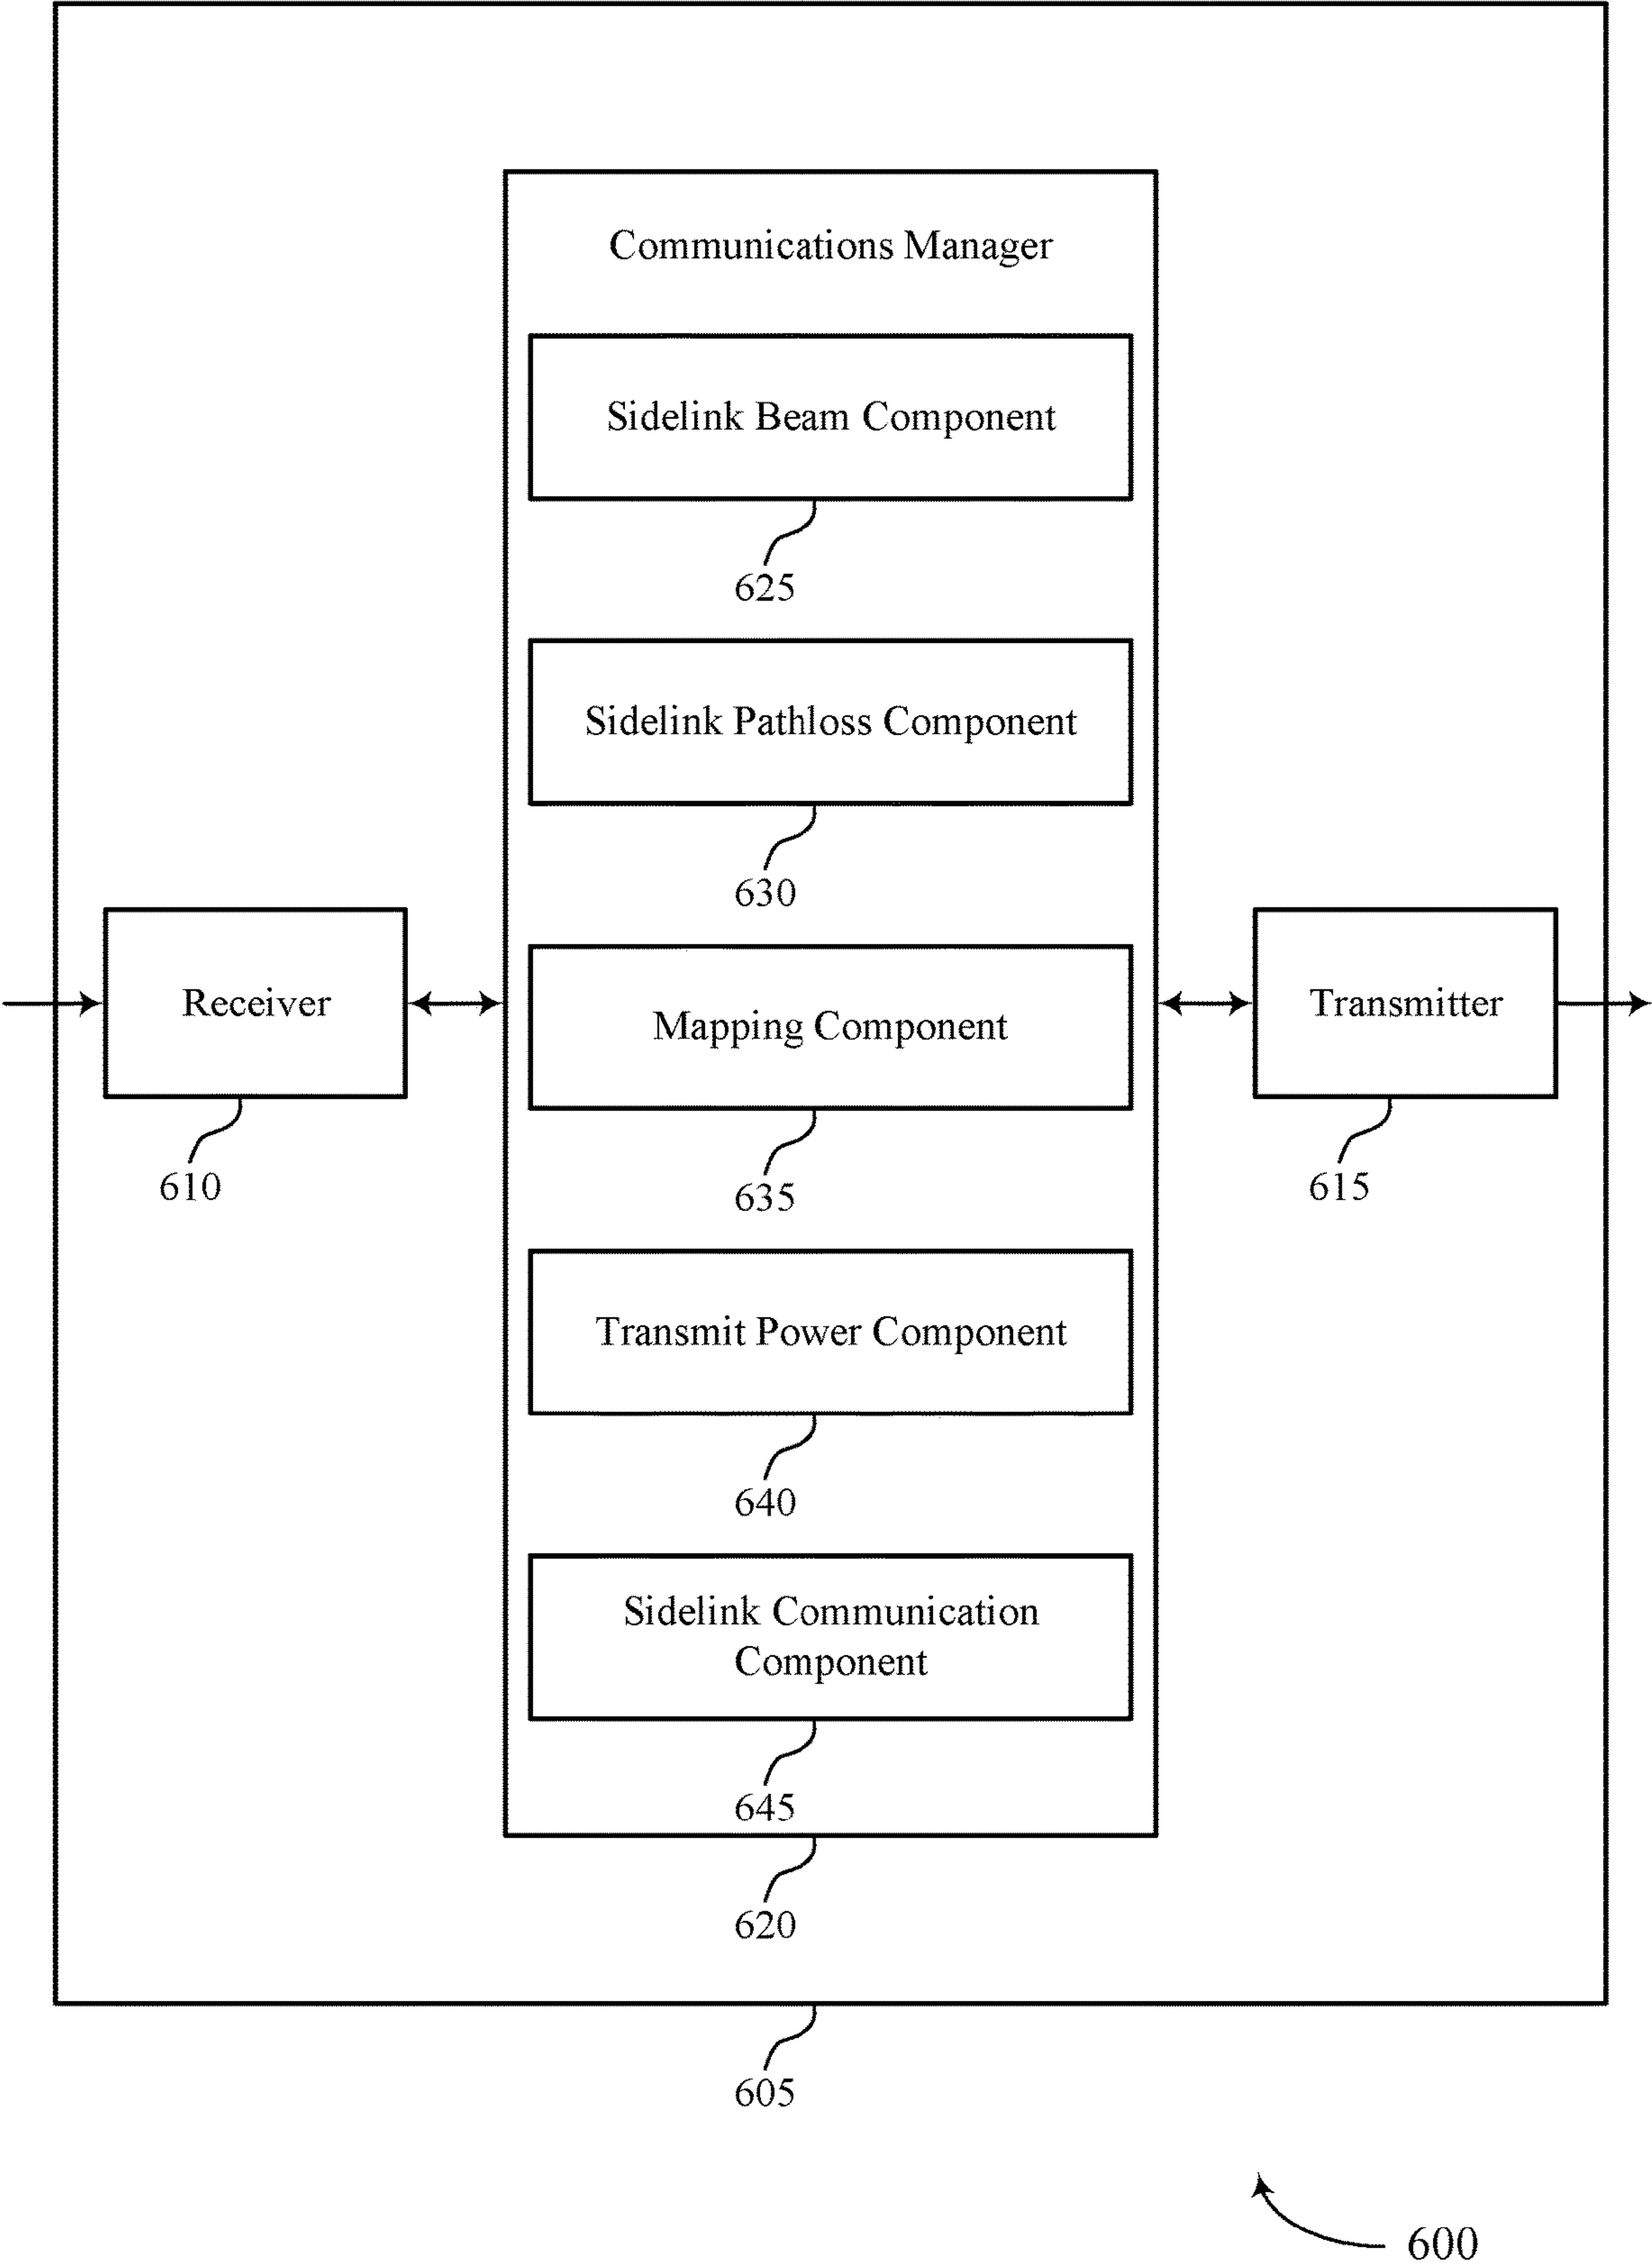 Communications Manager
Sidelink Beam Component
625
Sidelink Pathloss Component
630
Receiver
610
Mapping Component
635
Transmitter
615
Transmit Power Component
640
Sidelink Communication
Component
645
620
605
600